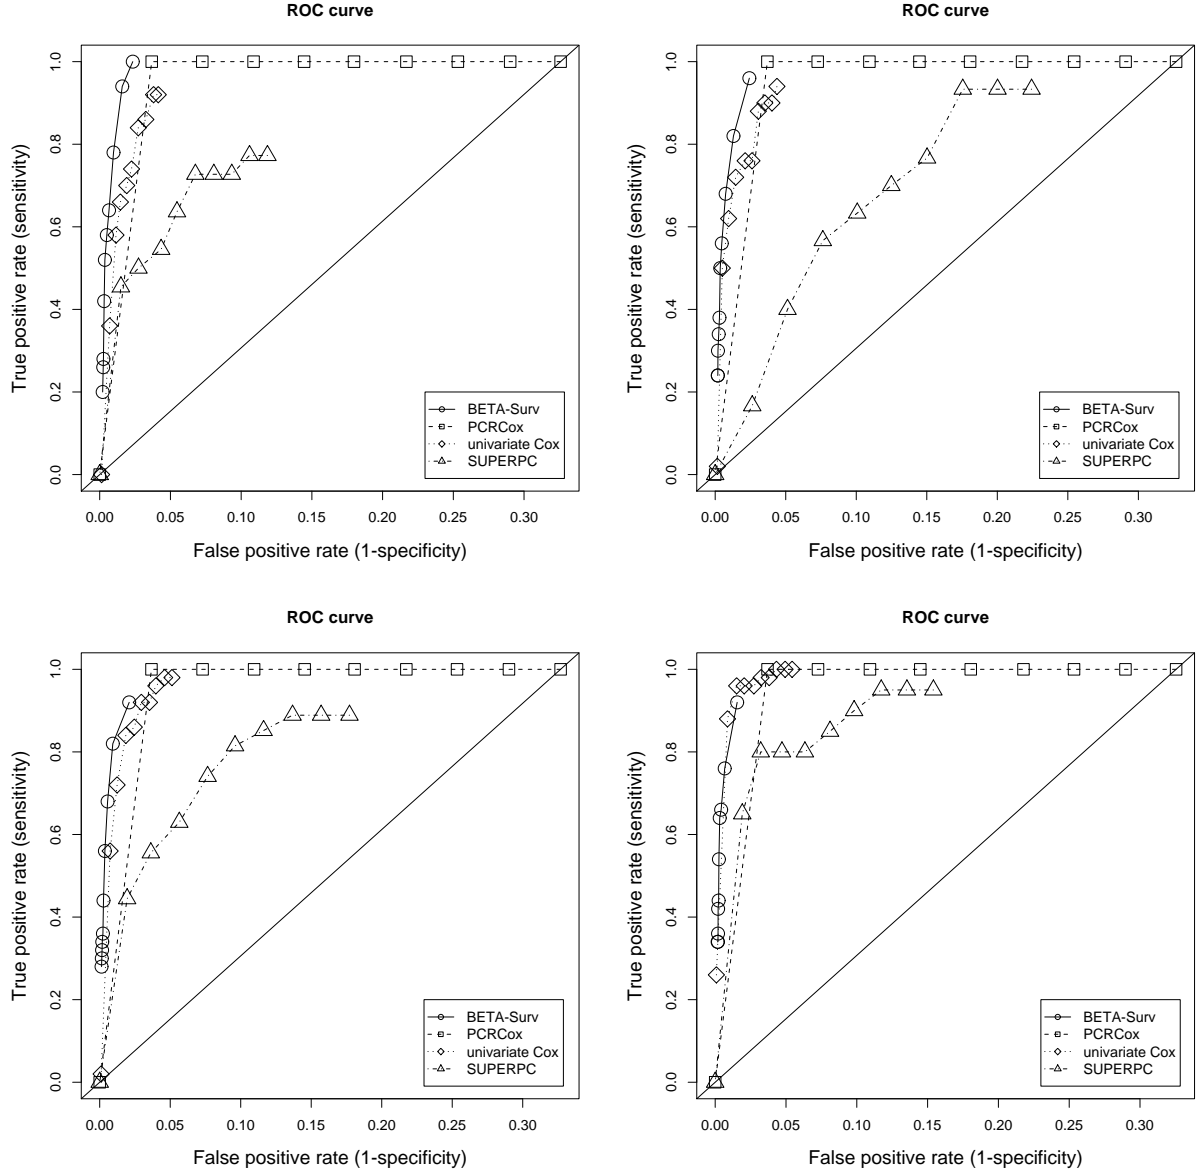 ROC curve
True positive rate (sensitivity)
1.0
0.8
0.6
0.4
0.2
0.0
BETA-Surv
PCRCox
univariate Cox
SUPERPC
0.00 0.05 0.10 0.15 0.20 0.25 0.30
False positive rate (1-specificity)
ROC curve
True positive rate (sensitivity)
1.0
0.8
0.6
0.4
0.2
0.0
BETA-Surv
PCRCox
univariate Cox
SUPERPC
0.00 0.05 0.10 0.15 0.20 0.25 0.30
False positive rate (1-specificity)
ROC curve
True positive rate (sensitivity)
1.0
0.8
0.6
0.4
0.2
0.0
BETA-Surv
PCRCox
univariate Cox
SUPERPC
0.00 0.05 0.10 0.15 0.20 0.25 0.30
False positive rate (1-specificity)
ROC curve
True positive rate (sensitivity)
1.0
0.8
0.6
0.4
0.2
0.0
BETA-Surv
PCRCox
univariate Cox
SUPERPC
0.00 0.05 0.10 0.15 0.20 0.25 0.30
False positive rate (1-specificity)